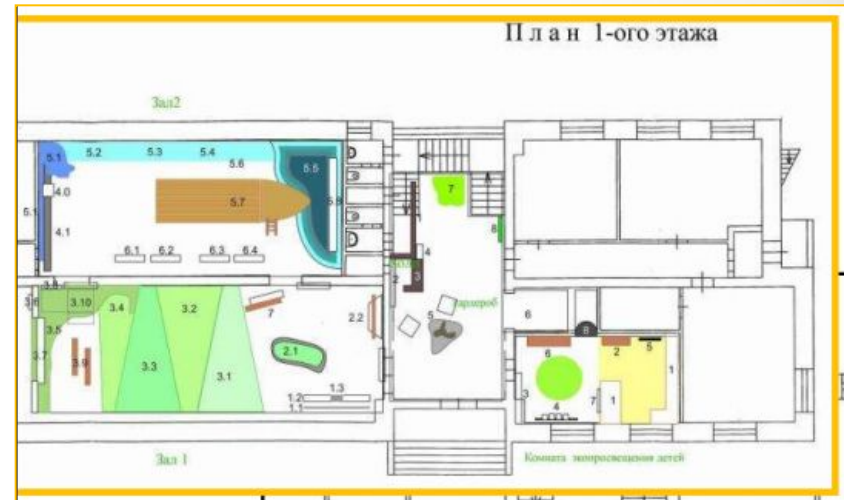 План 1-ого этажа
Зал2
5.1 5.2 5.3 5.4
5.6 5.5
5.1 4.0 5.7 5.8
4.1
6.1 6.2 6.3 6.4
7
8
4
3
2
Гардероб
5
3.6 3.10 3.4 3.2 7
3.5 2.2
3.7 3.9 3.3 2.1
3.1
1.2 1.3
1.1
6 8
6 2 5
3 4 7 1 1
Зал 1
Комната экопросвещения детей